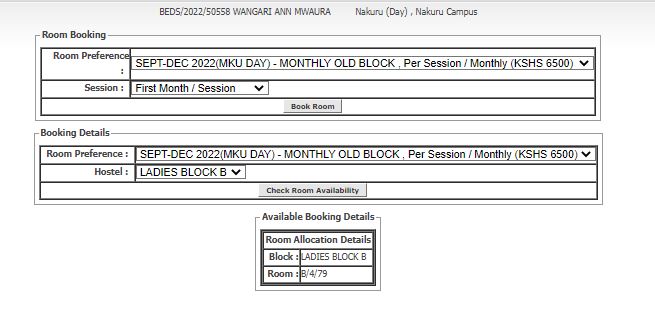 BEDS/2022/50558 WANGARI ANN MWAURA Nakuru (Day) , Nakuru Campus
Room Booking
Room Preference : SEPT-DEC 2022(MKU DAY) - MONTHLY OLD BLOCK , Per Session / Monthly (KSHS 6500)
Session : First Month / Session
Book Room
Booking Details
Room Preference : SEPT-DEC 2022(MKU DAY) - MONTHLY OLD BLOCK , Per Session / Monthly (KSHS 6500)
Hostel : LADIES BLOCK B
Check Room Availability
Available Booking Details
Room Allocation Details
Block : LADIES BLOCK B
Room : B/4/79